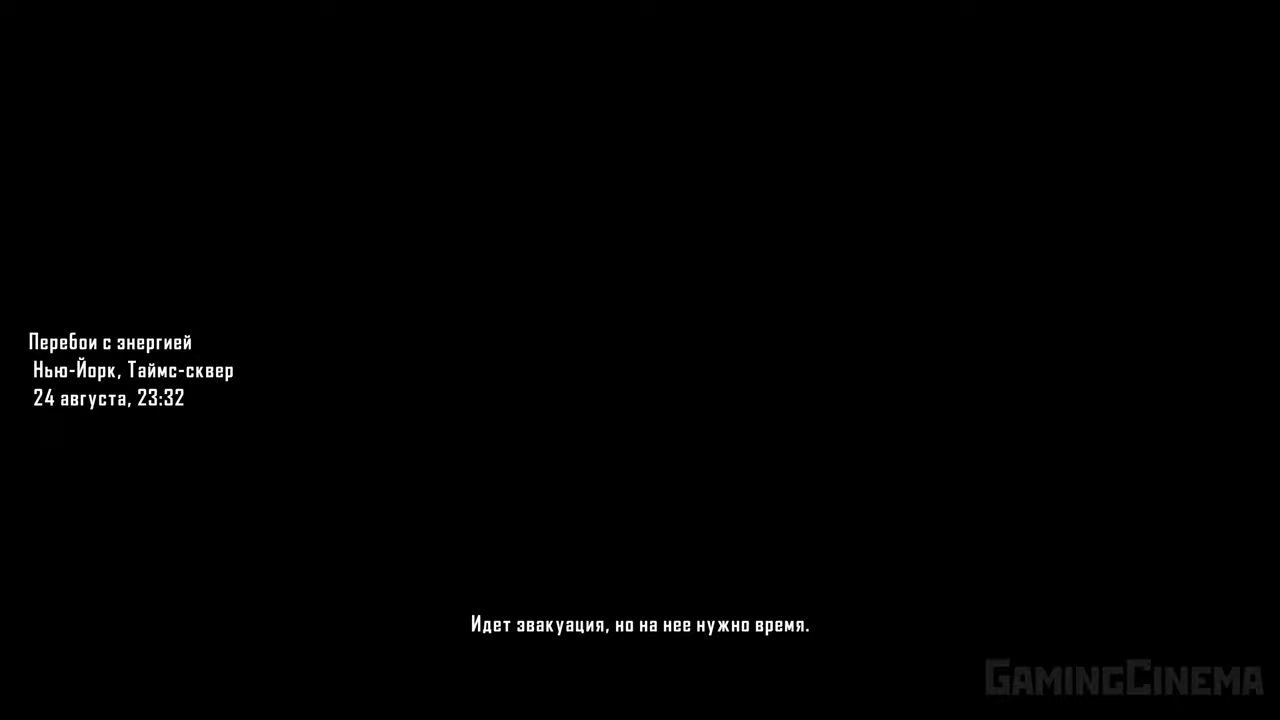 Перебои с энергией
Нью-Йорк, Таймс-сквер
24 августа, 23:32
Идет эвакуация, но на нее нужно время.
GamingCinema